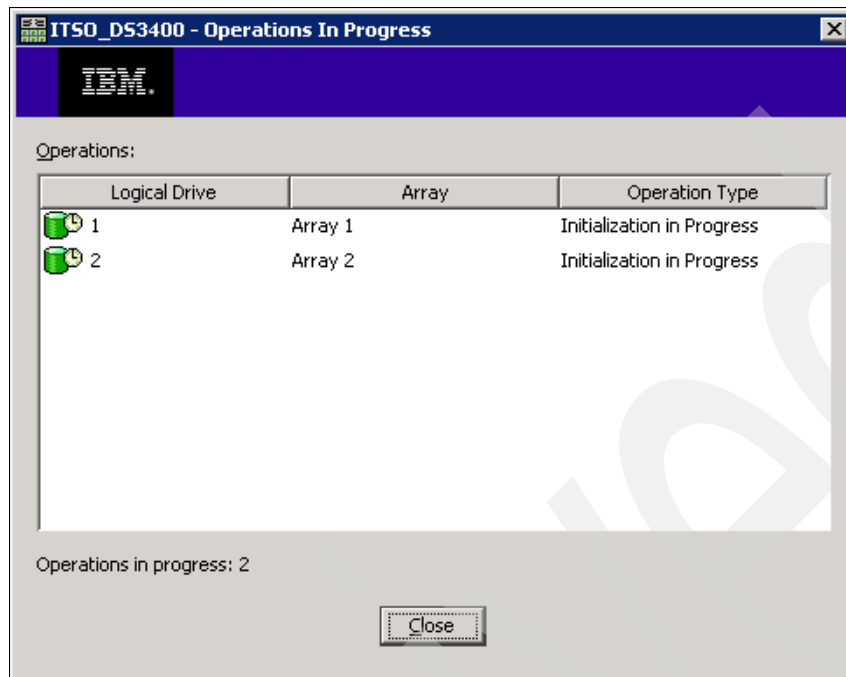 ITSO_DS3400 - Operations In Progress
IBM.
Operations:
Logical Drive Array Operation Type
1 Array 1 Initialization in Progress
2 Array 2 Initialization in Progress
Operations in progress: 2
Close